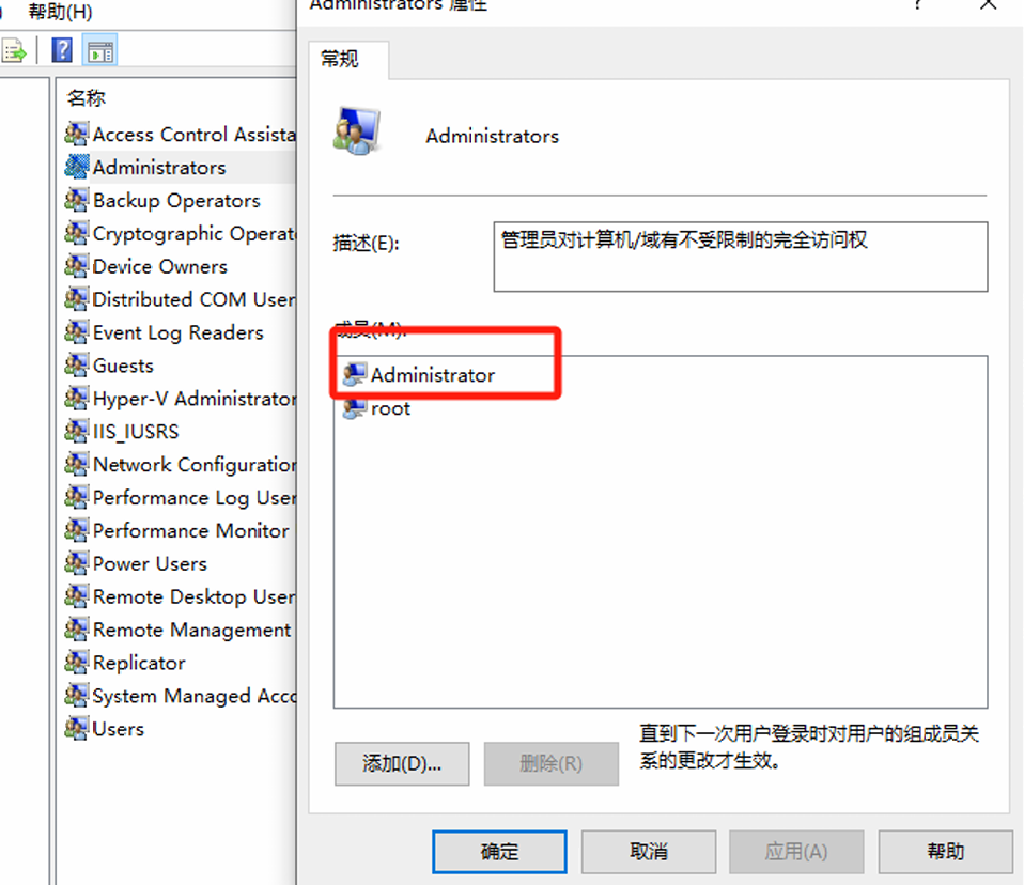 帮助(H)
Administrators 属性
?
常规
名称
Access Control Assista
Administrators
Backup Operators
Cryptographic Operat
Device Owners
Distributed COM User
Event Log Readers
Guests
Hyper-V Administrator
IIS_IUSRS
Network Configuration
Performance Log User
Performance Monitor
Power Users
Remote Desktop User
Remote Management
Replicator
System Managed Acco
Users
Administrators
描述(E):
管理员对计算机/域有不受限制的完全访问权
成员(M):
Administrator
root
添加(D)...
删除(R)
直到下一次用户登录时对用户的组成员关
系的更改才生效。
确定
取消
应用(A)
帮助